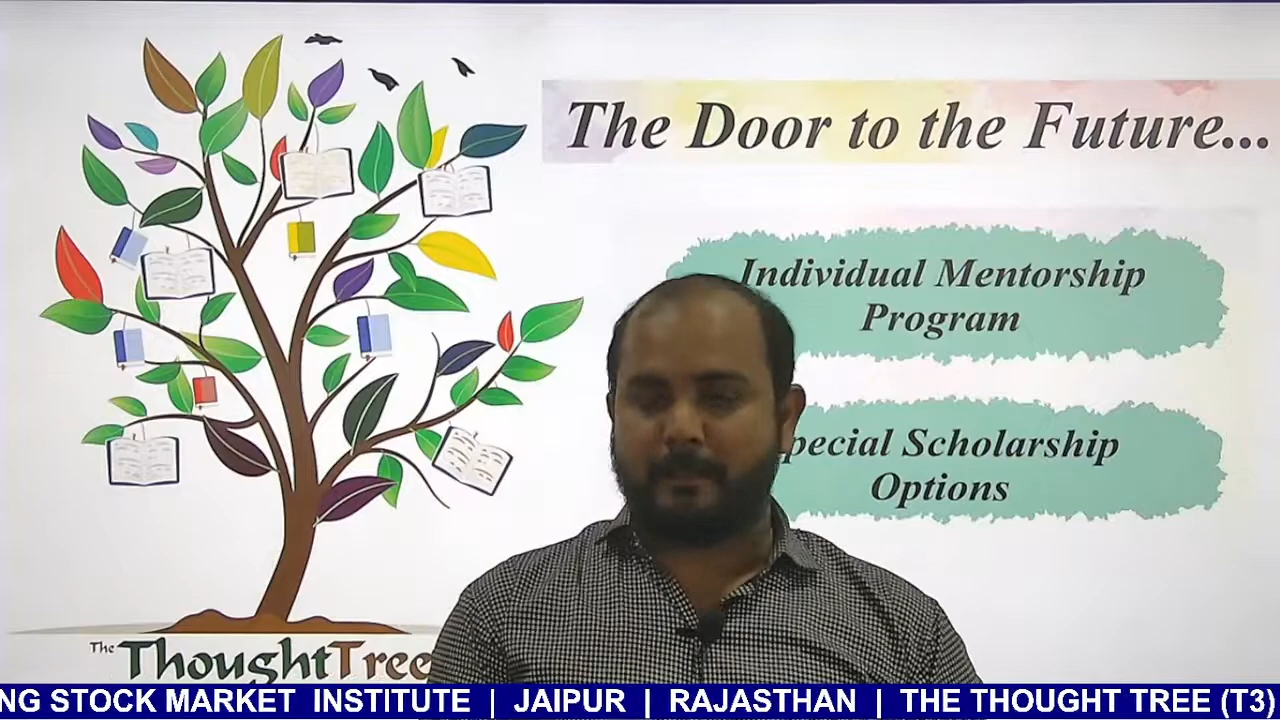 The Door to the Future...
Individual Mentorship
Program
pecial Scholarship
Options
The ThoughtTree
NG STOCK MARKET INSTITUTE | JAIPUR | RAJASTHAN | THE THOUGHT TREE (T3)